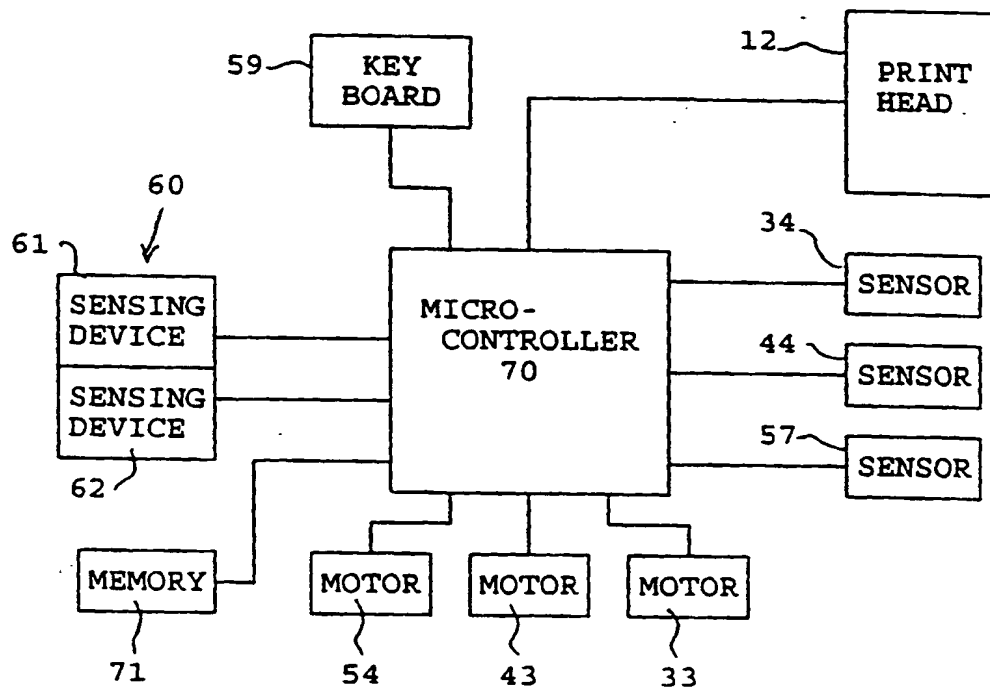 12
PRINT
HEAD
59
KEY
BOARD
60
61
SENSING
DEVICE
SENSING
DEVICE
62
MICRO-
CONTROLLER
70
34
SENSOR
44
SENSOR
57
SENSOR
MEMORY
71
MOTOR
54
MOTOR
43
MOTOR
33